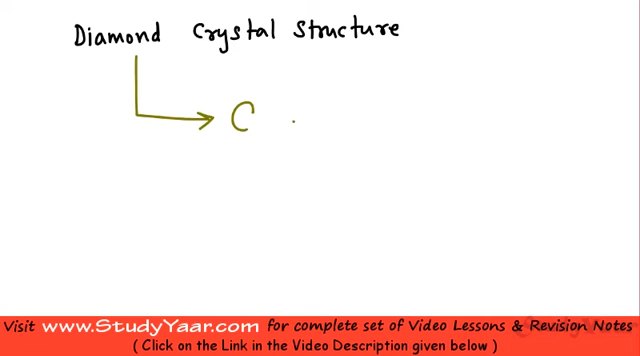 Diamond Crystal Structure
C
Visit www.StudyYaar.com for complete set of Video Lessons & Revision Notes
( Click on the Link in the Video Description given below )